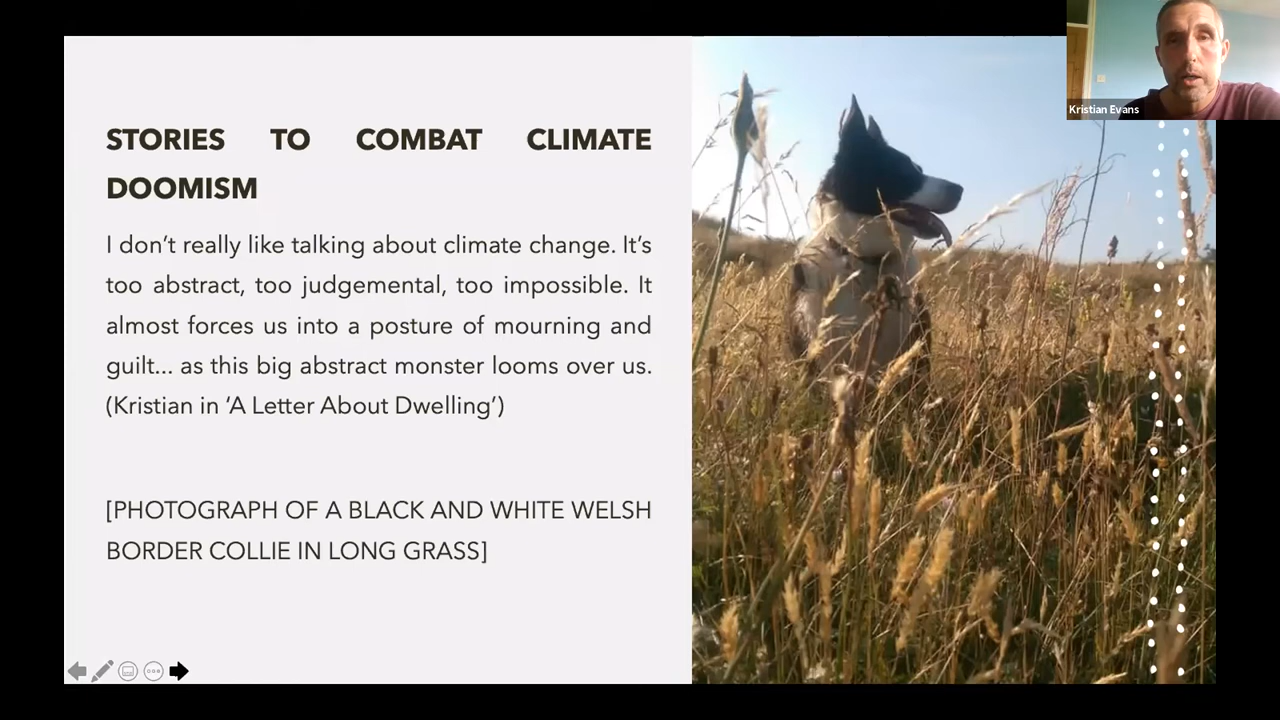 STORIES TO COMBAT CLIMATE
DOOMISM
I don’t really like talking about climate change. It’s
too abstract, too judgemental, too impossible. It
almost forces us into a posture of mourning and
guilt... as this big abstract monster looms over us.
(Kristian in ‘A Letter About Dwelling’)
[PHOTOGRAPH OF A BLACK AND WHITE WELSH
BORDER COLLIE IN LONG GRASS]
Kristian Evans